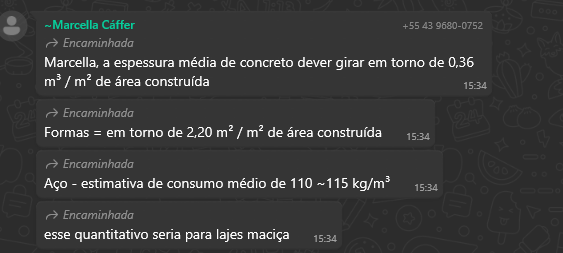 ~Marcella Cáffer
+55 43 9680-0752
Encaminhada
Marcella, a espessura média de concreto dever girar em torno de 0,36
m³ / m² de área construída
15:34
Encaminhada
Formas = em torno de 2,20 m² / m² de área construída
15:34
Encaminhada
Aço - estimativa de consumo médio de 110 ~115 kg/m³
15:34
Encaminhada
esse quantitativo seria para lajes maciça
15:34